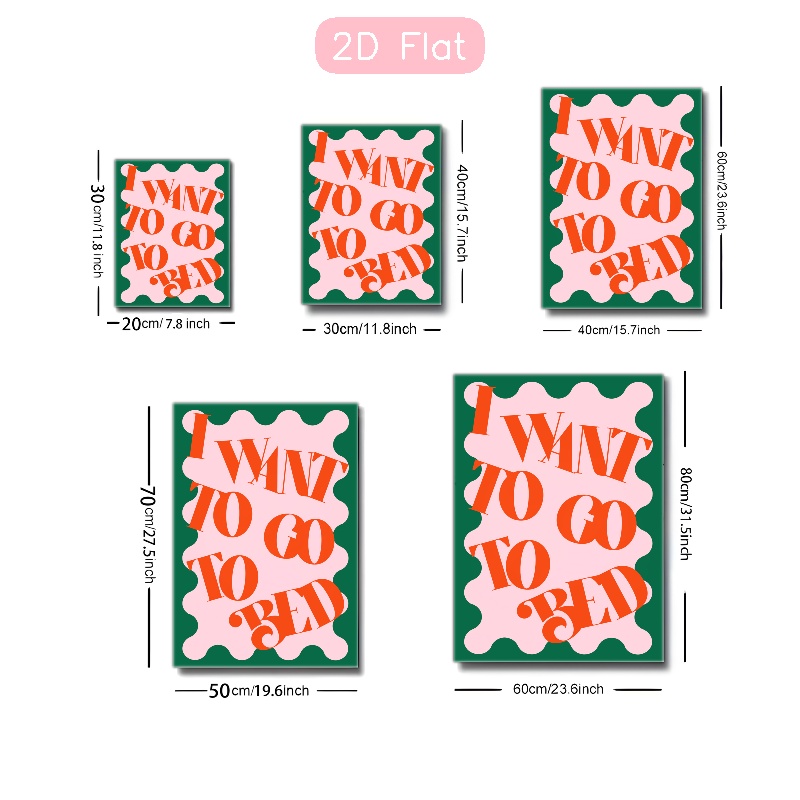 2D Flat
I
WANT
TO GO
TO
BED
30cm/11.8 inch
20cm/ 7.8 inch
I
WANT
TO GO
TO
BED
40cm/15.7inch
30cm/11.8inch
I
WANT
TO GO
TO
BED
60cm/23.6inch
40cm/15.7inch
I
WANT
TO GO
TO
BED
70cm/27.5inch
50cm/19.6inch
I
WANT
TO GO
TO
BED
80cm/31.5inch
60cm/23.6inch